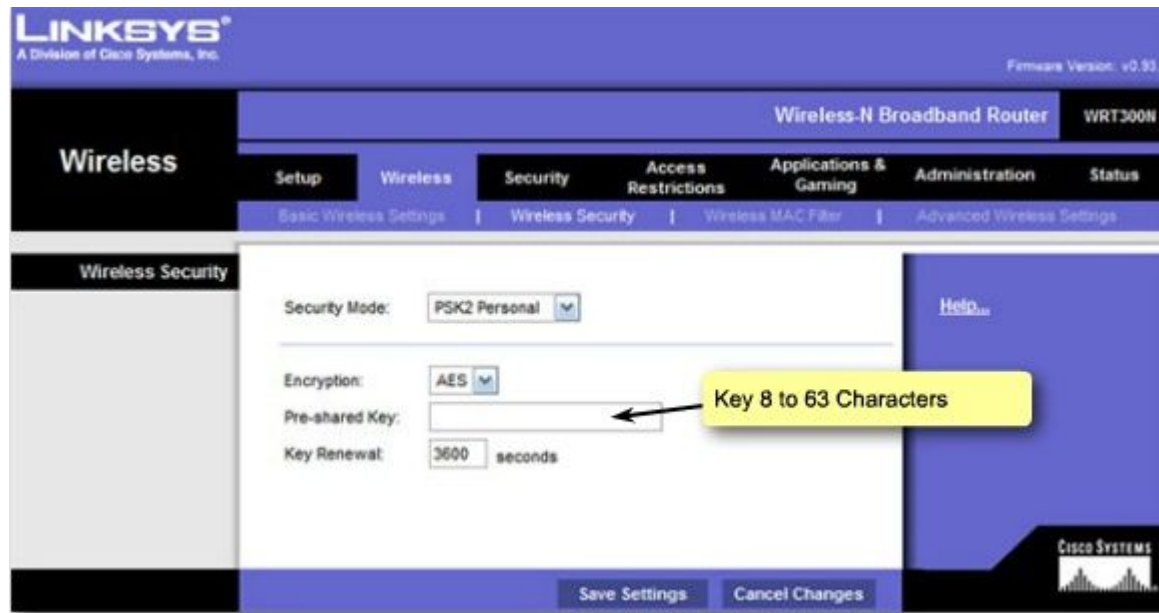 LINKSYS®
A Division of Cisco Systems, Inc.
Firmware Version: v0.93.
Wireless-N Broadband Router WRT300N
Wireless
Setup Wireless Security Access Restrictions Applications & Gaming Administration Status
Basic Wireless Settings | Wireless Security | Wireless MAC Filter | Advanced Wireless Settings
Wireless Security
Security Mode: PSK2 Personal
Help...
Encryption: AES
Key 8 to 63 Characters
Pre-shared Key:
Key Renewal: 3600 seconds
CISCO SYSTEMS
Save Settings Cancel Changes